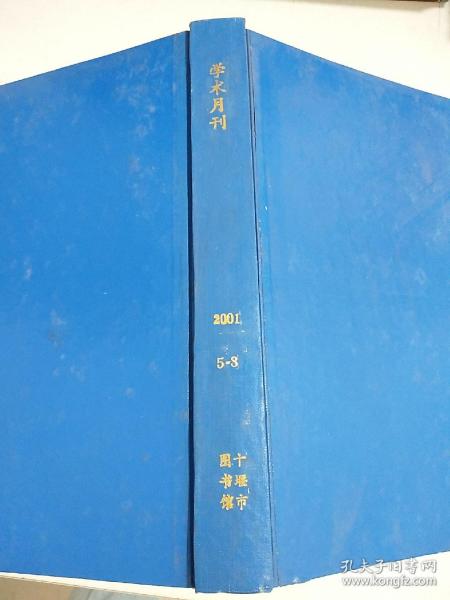 学术月刊
2001
5-8
十堰市
图书馆
孔夫子旧书网
www.kongfz.com